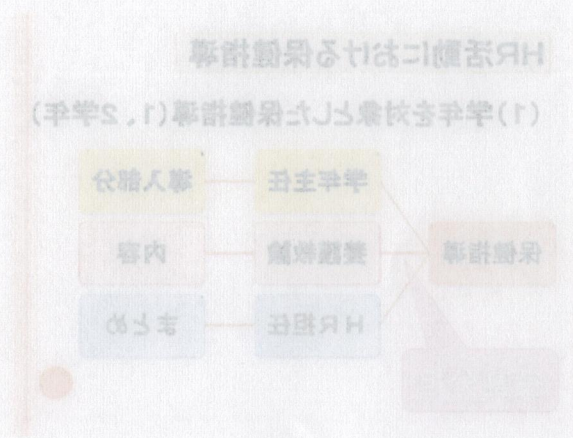 HR活動における保健指導
(1)学年を対象とした保健指導(1、2学年)
保健指導
学年主任
導入部分
養護教諭
内容
HR担任
まとめ